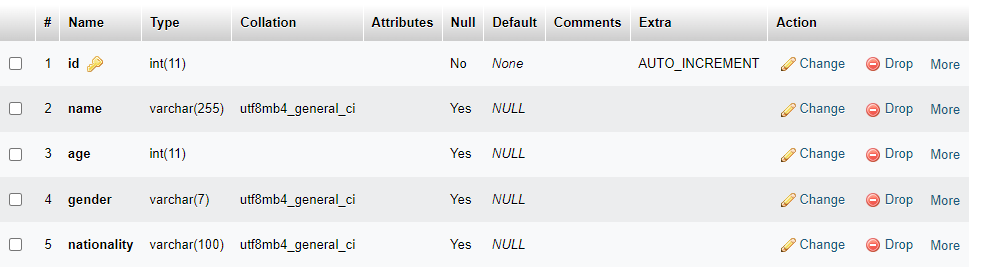 # Name Type Collation Attributes Null Default Comments Extra Action
1 id int(11) No None AUTO_INCREMENT Change Drop More
2 name varchar(255) utf8mb4_general_ci Yes NULL Change Drop More
3 age int(11) Yes NULL Change Drop More
4 gender varchar(7) utf8mb4_general_ci Yes NULL Change Drop More
5 nationality varchar(100) utf8mb4_general_ci Yes NULL Change Drop More